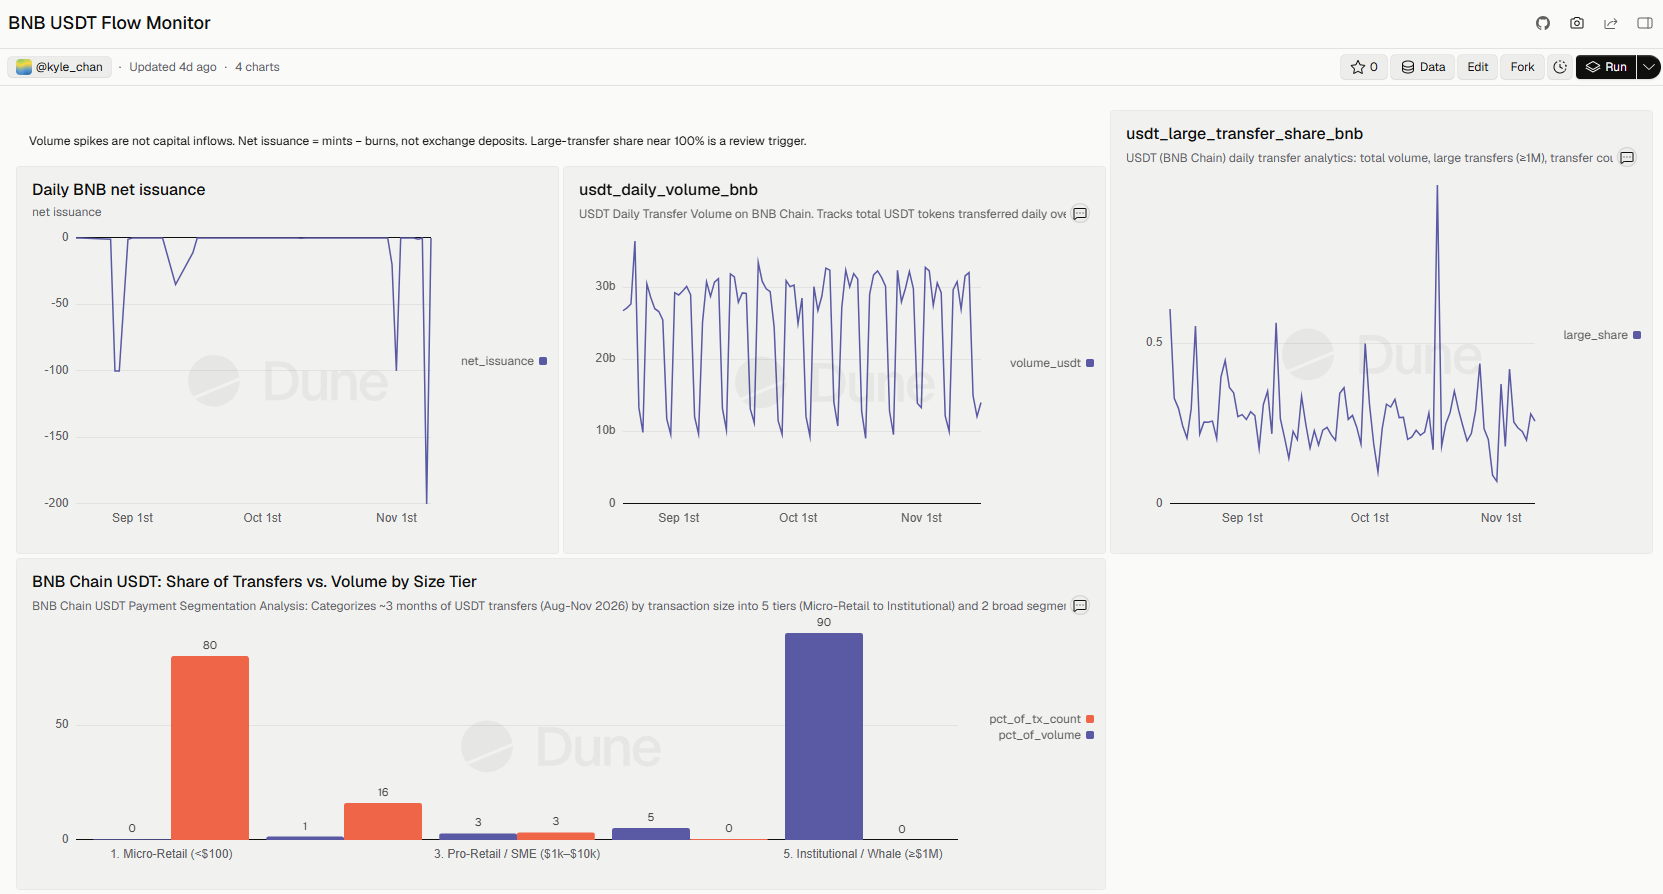 BNB USDT Flow Monitor
@kyle_chan · Updated 4d ago · 4 charts
0 Data Edit Fork Run
Volume spikes are not capital inflows. Net issuance = mints – burns, not exchange deposits. Large-transfer share near 100% is a review trigger.
Daily BNB net issuance
net issuance
0
-50
-100
-150
-200
Sep 1st Oct 1st Nov 1st
net_issuance
Dune
usdt_daily_volume_bnb
USDT Daily Transfer Volume on BNB Chain. Tracks total USDT tokens transferred daily ove
30b
20b
10b
0
Sep 1st Oct 1st Nov 1st
volume_usdt
Dune
usdt_large_transfer_share_bnb
USDT (BNB Chain) daily transfer analytics: total volume, large transfers (≥1M), transfer cou
0.5
0
Sep 1st Oct 1st Nov 1st
large_share
Dune
BNB Chain USDT: Share of Transfers vs. Volume by Size Tier
BNB Chain USDT Payment Segmentation Analysis: Categorizes ~3 months of USDT transfers (Aug-Nov 2026) by transaction size into 5 tiers (Micro-Retail to Institutional) and 2 broad segmen
50
0
0 80 1 16 3 3 5 0 90 0
1. Micro-Retail (<$100) 3. Pro-Retail / SME ($1k–$10k) 5. Institutional / Whale (≥$1M)
pct_of_tx_count
pct_of_volume
Dune